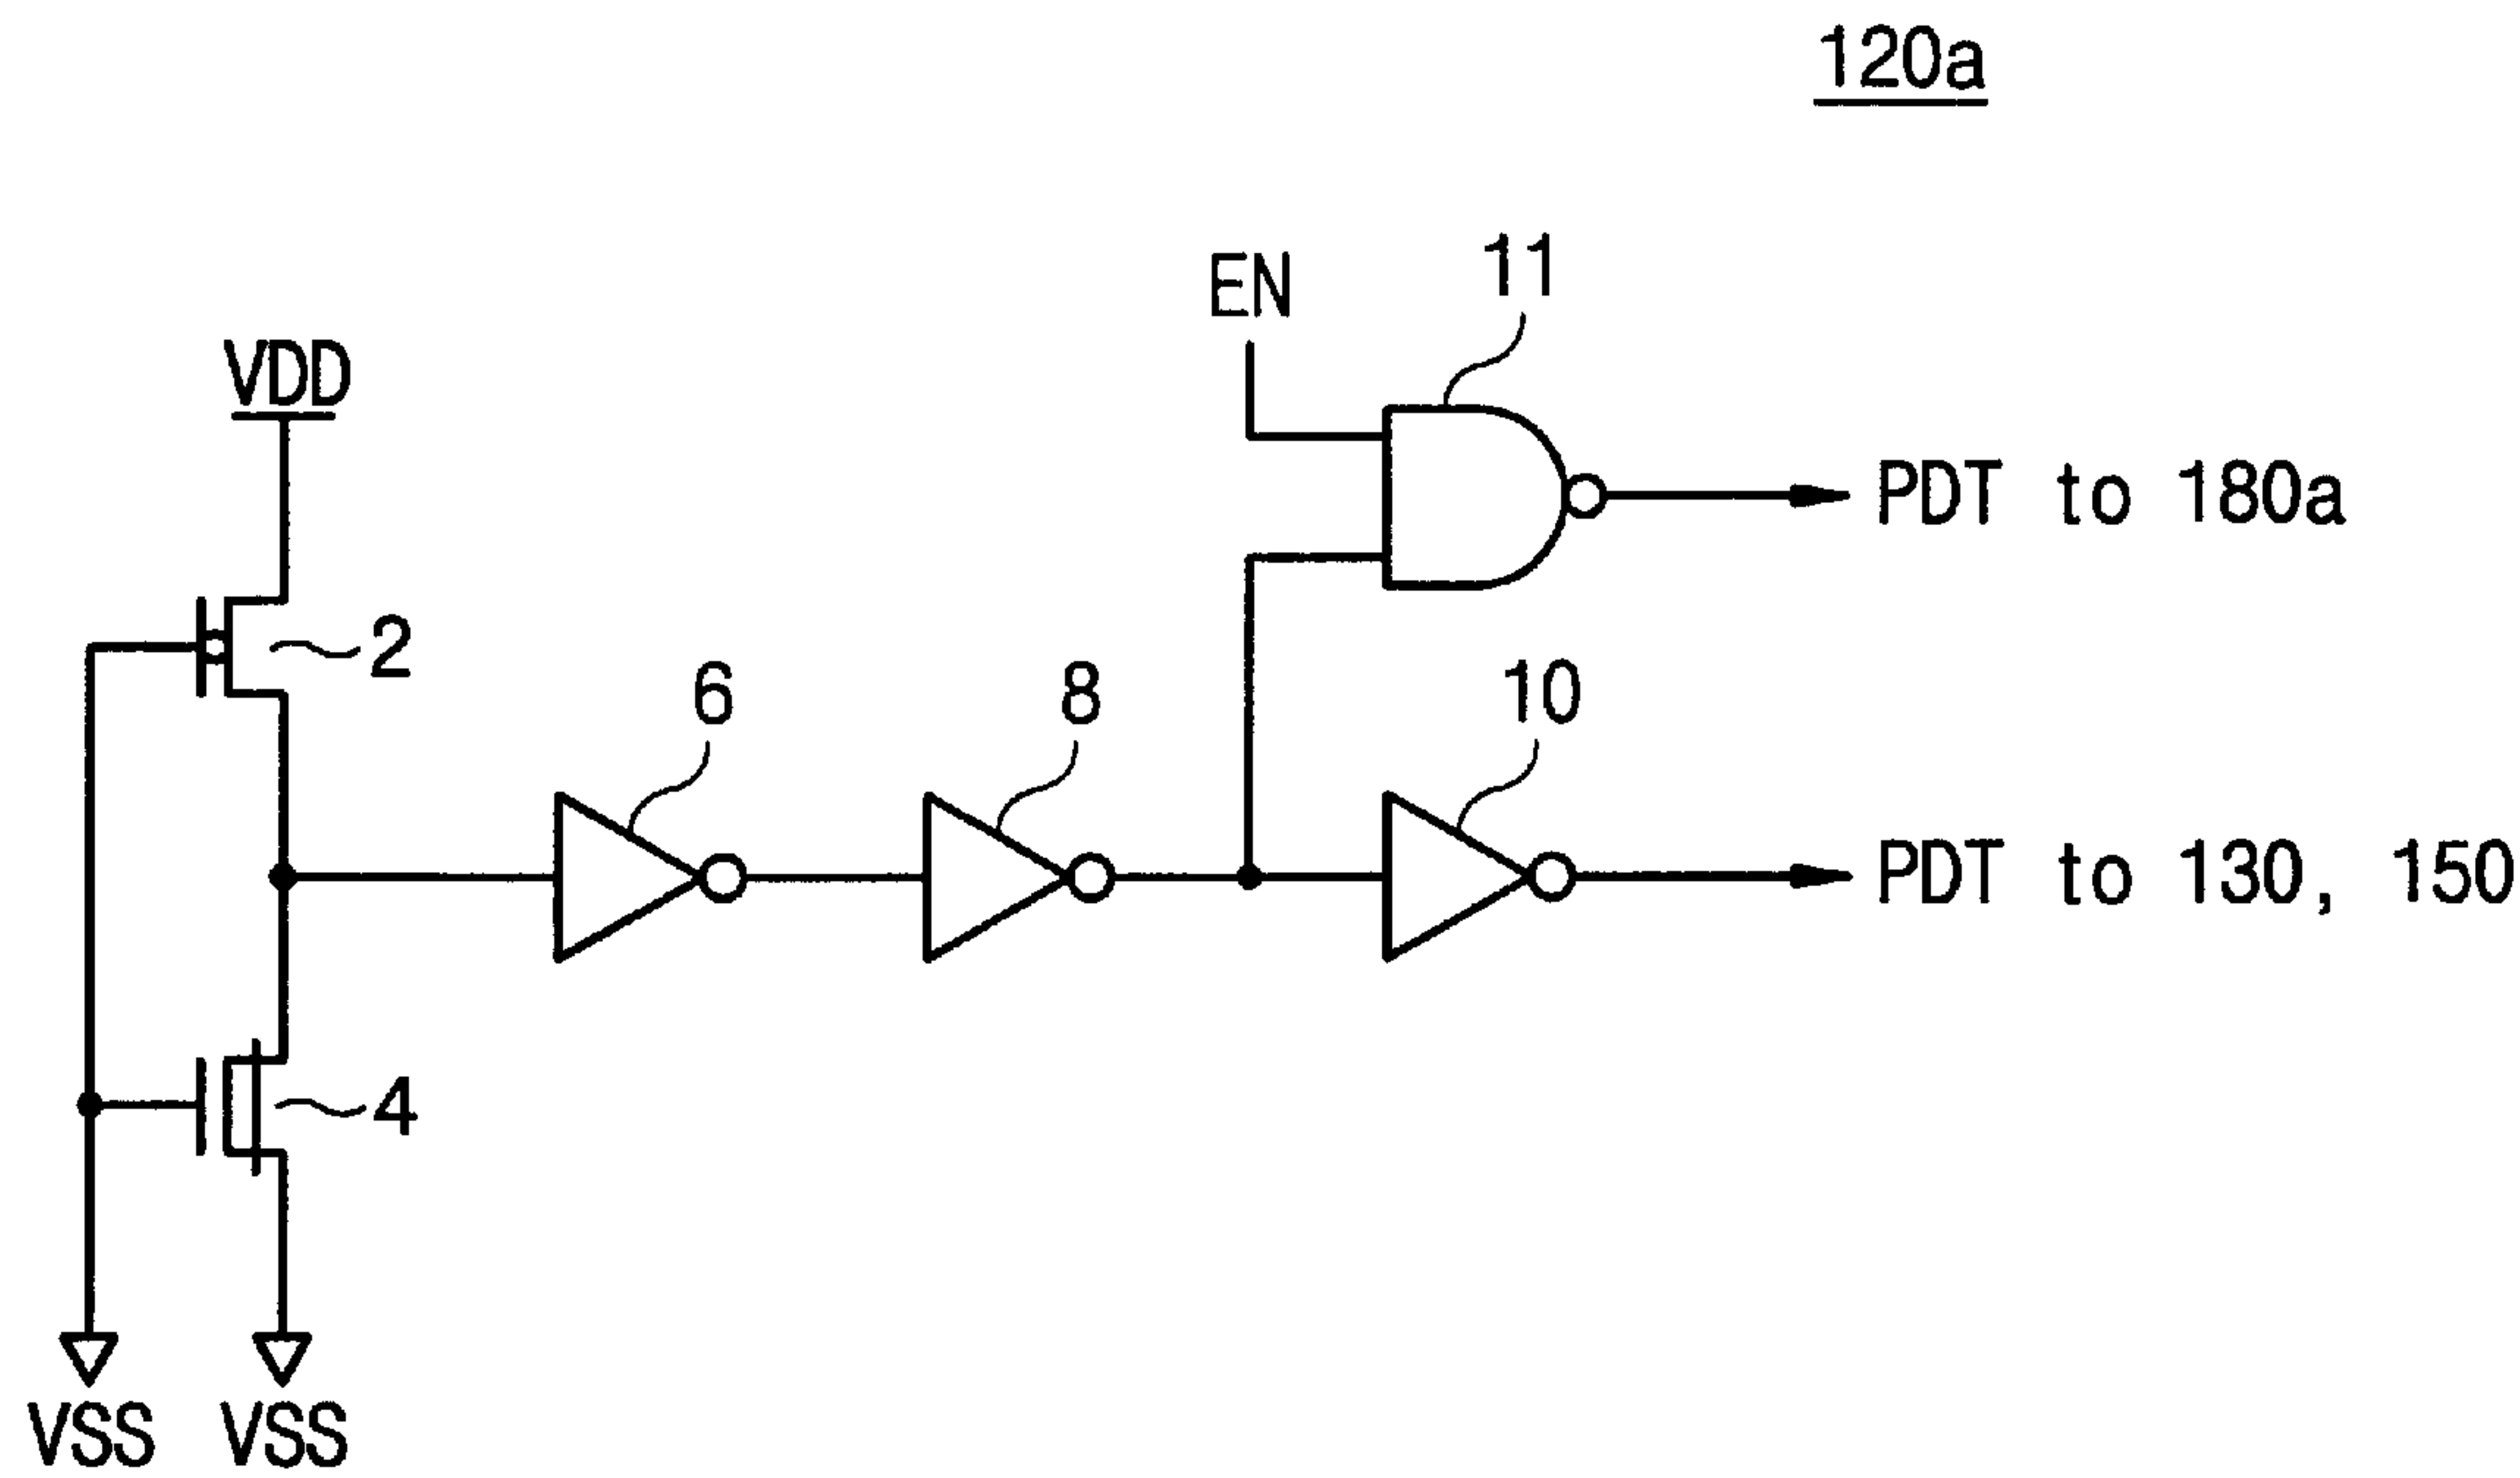 120a
EN
11
VDD
PDT to 180a
2
6
8
10
PDT to 130, 150
4
VSS
VSS